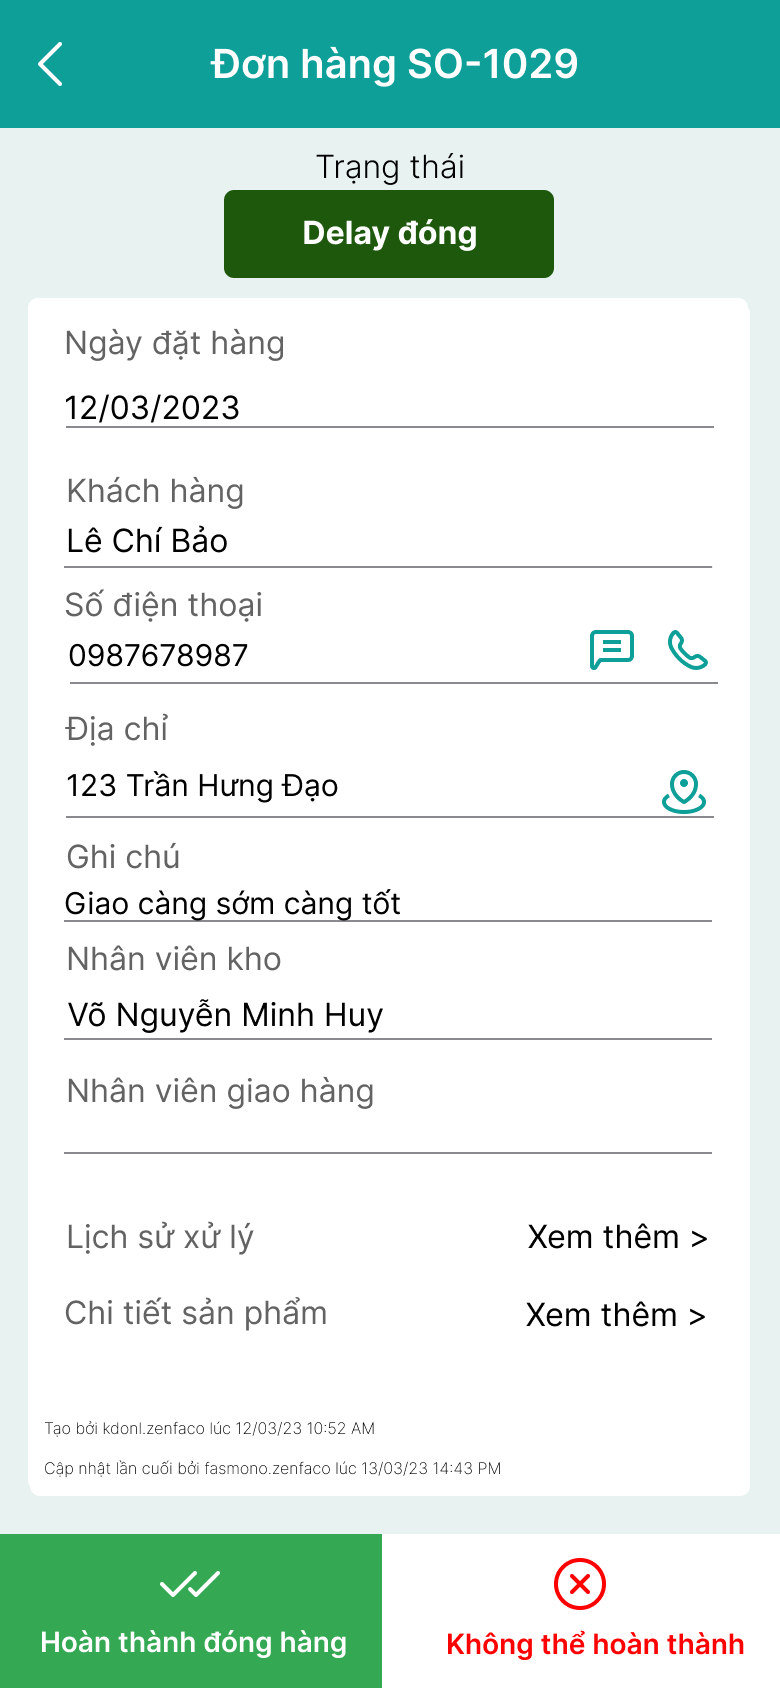 Đơn hàng SO-1029
Trạng thái
Delay đóng
Ngày đặt hàng
12/03/2023
Khách hàng
Lê Chí Bảo
Số điện thoại
0987678987
Địa chỉ
123 Trần Hưng Đạo
Ghi chú
Giao càng sớm càng tốt
Nhân viên kho
Võ Nguyễn Minh Huy
Nhân viên giao hàng
Lịch sử xử lý Xem thêm >
Chi tiết sản phẩm Xem thêm >
Tạo bởi kdonl.zenfaco lúc 12/03/23 10:52 AM
Cập nhật lần cuối bởi fasmono.zenfaco lúc 13/03/23 14:43 PM
Hoàn thành đóng hàng Không thể hoàn thành